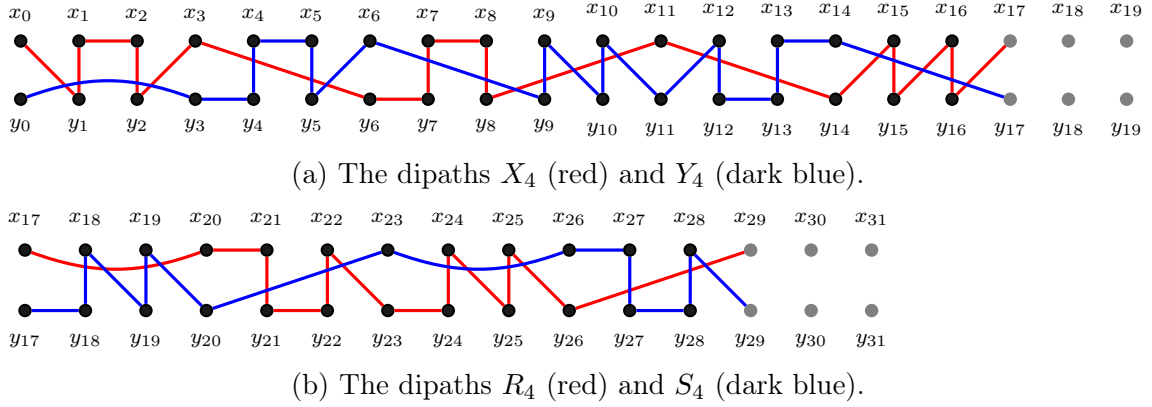 x₀ x₁ x₂ x₃ x₄ x₅ x₆ x₇ x₈ x₉ x₁₀ x₁₁ x₁₂ x₁₃ x₁₄ x₁₅ x₁₆ x₁₇ x₁₈ x₁₉
y₀ y₁ y₂ y₃ y₄ y₅ y₆ y₇ y₈ y₉ y₁₀ y₁₁ y₁₂ y₁₃ y₁₄ y₁₅ y₁₆ y₁₇ y₁₈ y₁₉
(a) The dipaths X₄ (red) and Y₄ (dark blue).
x₁₇ x₁₈ x₁₉ x₂₀ x₂₁ x₂₂ x₂₃ x₂₄ x₂₅ x₂₆ x₂₇ x₂₈ x₂₉ x₃₀ x₃₁
y₁₇ y₁₈ y₁₉ y₂₀ y₂₁ y₂₂ y₂₃ y₂₄ y₂₅ y₂₆ y₂₇ y₂₈ y₂₉ y₃₀ y₃₁
(b) The dipaths R₄ (red) and S₄ (dark blue).